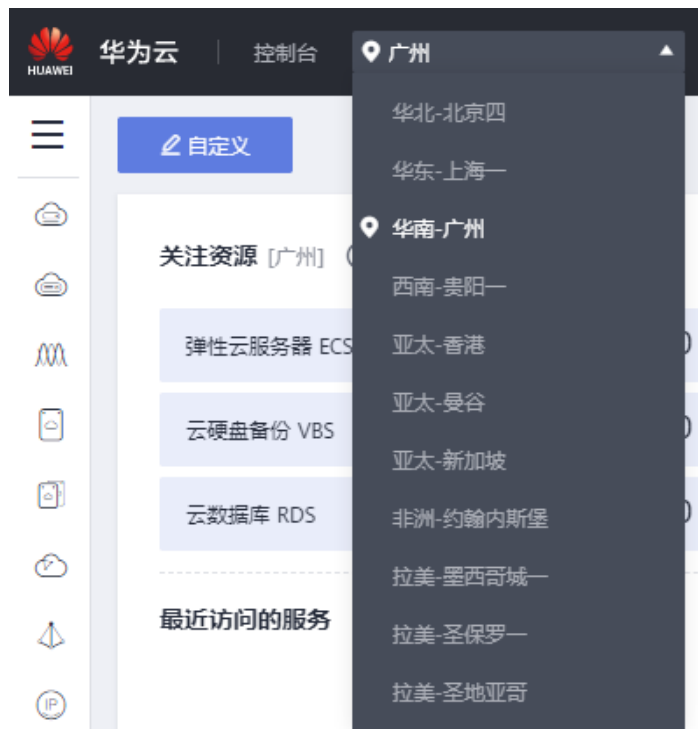 HUAWEI
华为云
控制台
广州
华北-北京四
华东-上海一
华南-广州
西南-贵阳一
亚太-香港
亚太-曼谷
亚太-新加坡
非洲-约翰内斯堡
拉美-墨西哥城一
拉美-圣保罗一
拉美-圣地亚哥
自定义
关注资源 [广州] (
弹性云服务器 ECS
云硬盘备份 VBS
云数据库 RDS
最近访问的服务
IP